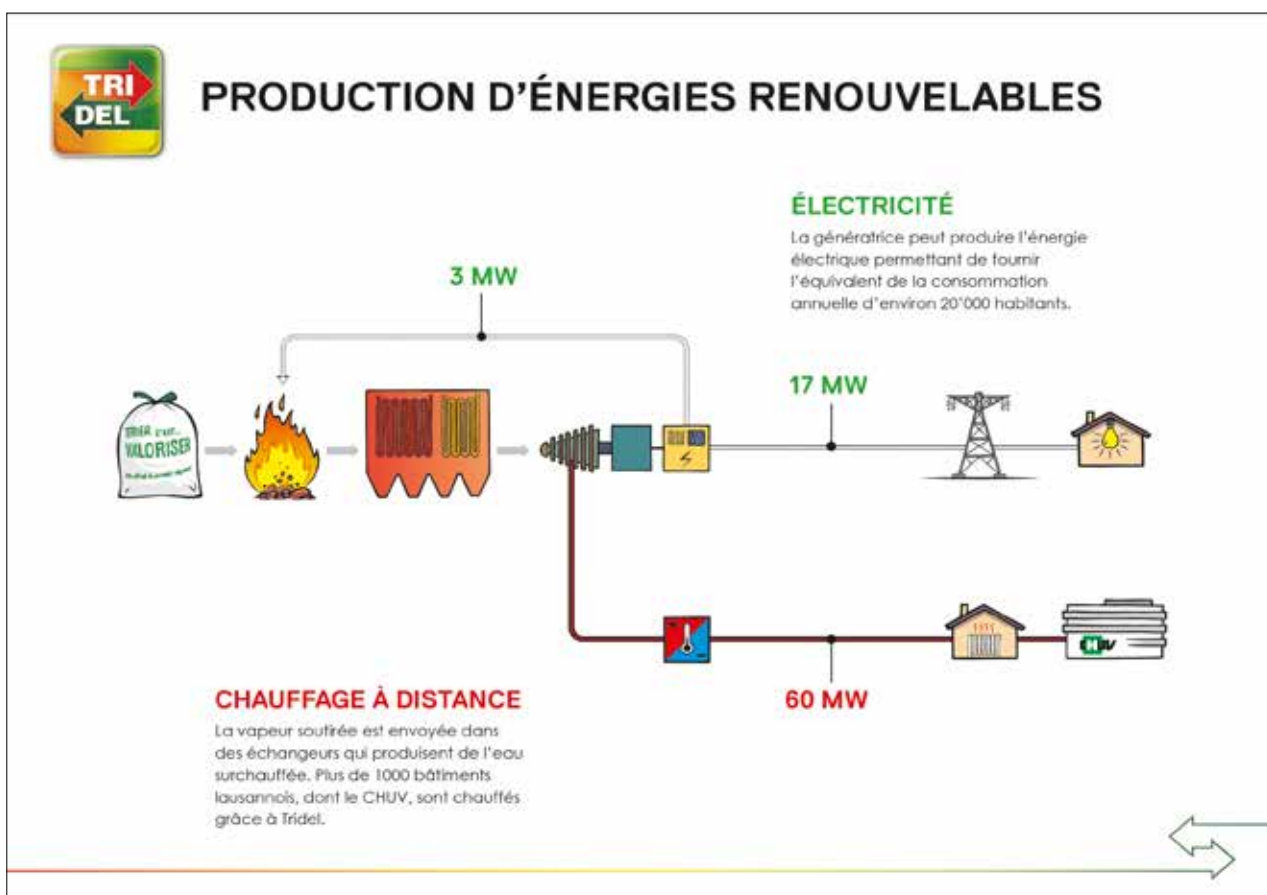 TRI
DEL
PRODUCTION D’ÉNERGIES RENOUVELABLES
ÉLECTRICITÉ
La génératrice peut produire l’énergie
électrique permettant de fournir
l’équivalent de la consommation
annuelle d’environ 20’000 habitants.
3 MW
17 MW
TRIER c'est...
VALORISER
CHUV
60 MW
CHAUFFAGE À DISTANCE
La vapeur soutirée est envoyée dans
des échangeurs qui produisent de l’eau
surchauffée. Plus de 1000 bâtiments
lausannois, dont le CHUV, sont chauffés
grâce à Tridel.